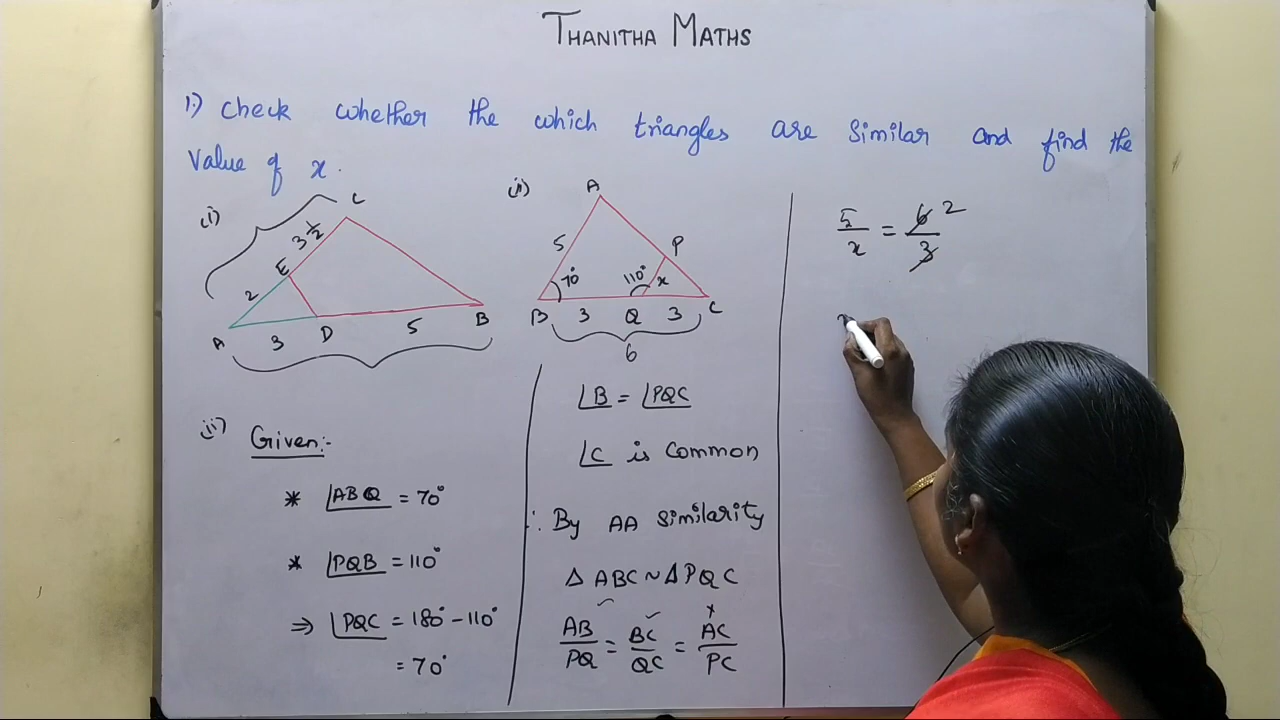 THANITHA MATHS
1.) check whether the which triangles are Similar and find the
Value of x.
(i)
C
3 1/2
E
2
A
3
D
5
B
(ii)
A
5
P
70°
110°
x
B
3
Q
3
C
6
5/x = 6/3 2
ii) Given:-
* ∠ABQ = 70°
* ∠PQB = 110°
⇒ ∠PQC = 180° - 110°
= 70°
∠B = ∠PQC
∠C is Common
∴ By AA Similarity
Δ ABC ~ Δ PQC
AB/PQ = BC/QC = AC/PC